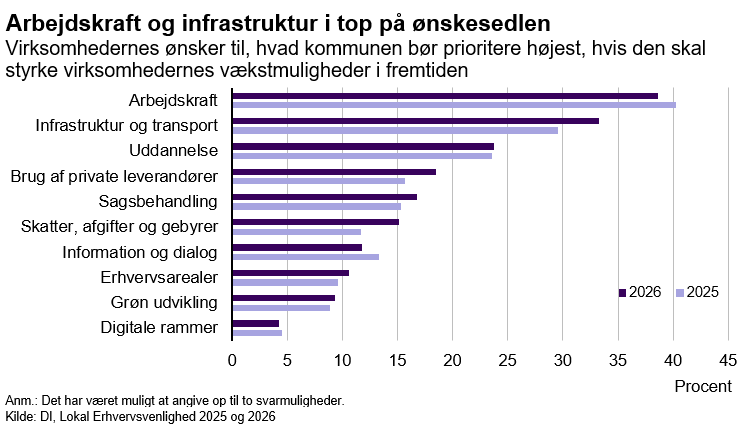 Arbejdskraft og infrastruktur i top på ønskesedlen
Virksomhedernes ønsker til, hvad kommunen bør prioritere højest, hvis den skal
styrke virksomhedernes vækstmuligheder i fremtiden
Arbejdskraft
Infrastruktur og transport
Uddannelse
Brug af private leverandører
Sagsbehandling
Skatter, afgifter og gebyrer
Information og dialog
Erhvervsarealer
Grøn udvikling
Digitale rammer
2026 2025
0 5 10 15 20 25 30 35 40 45
Procent
Anm.: Det har været muligt at angive op til to svarmuligheder.
Kilde: DI, Lokal Erhvervsvenlighed 2025 og 2026